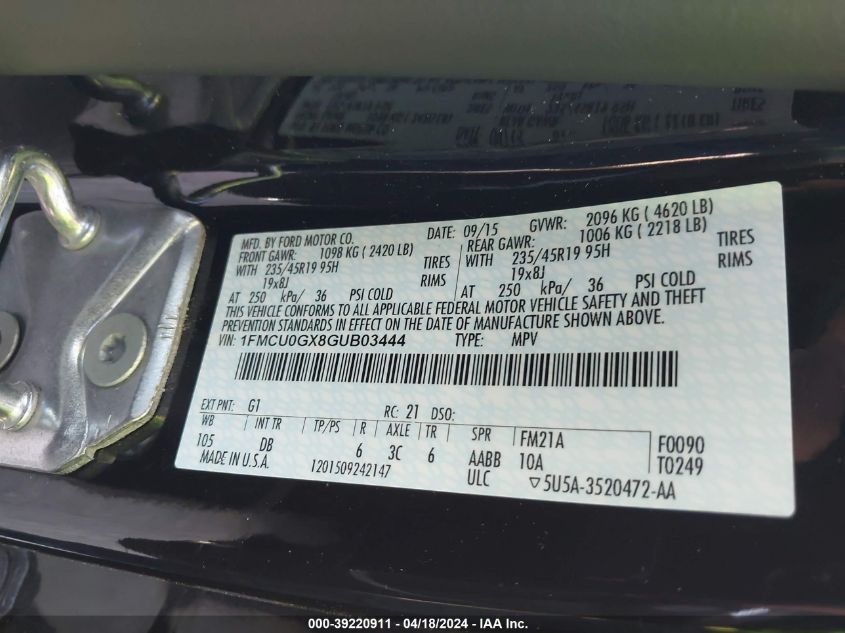 MFD. BY FORD MOTOR CO. DATE: 09/15 GVWR: 2096 KG ( 4620 LB)
FRONT GAWR: 1098 KG ( 2420 LB) REAR GAWR: 1006 KG ( 2218 LB)
WITH 235/45R19 95H TIRES WITH 235/45R19 95H TIRES
19x8J RIMS 19x8J RIMS
AT 250 kPa/ 36 PSI COLD AT 250 kPa/ 36 PSI COLD
THIS VEHICLE CONFORMS TO ALL APPLICABLE FEDERAL MOTOR VEHICLE SAFETY AND THEFT
PREVENTION STANDARDS IN EFFECT ON THE DATE OF MANUFACTURE SHOWN ABOVE.
VIN: 1FMCU0GX8GUB03444 TYPE: MPV
EXT PNT: G1 RC: 21 DSO:
WB INT TR TP/PS R AXLE TR SPR FM21A F0090
105 DB 6 3C 6 AABB 10A T0249
MADE IN U.S.A. 1201509242147 ULC ▽5U5A-3520472-AA
000-39220911 / 04/18/2024 - IAA Inc.